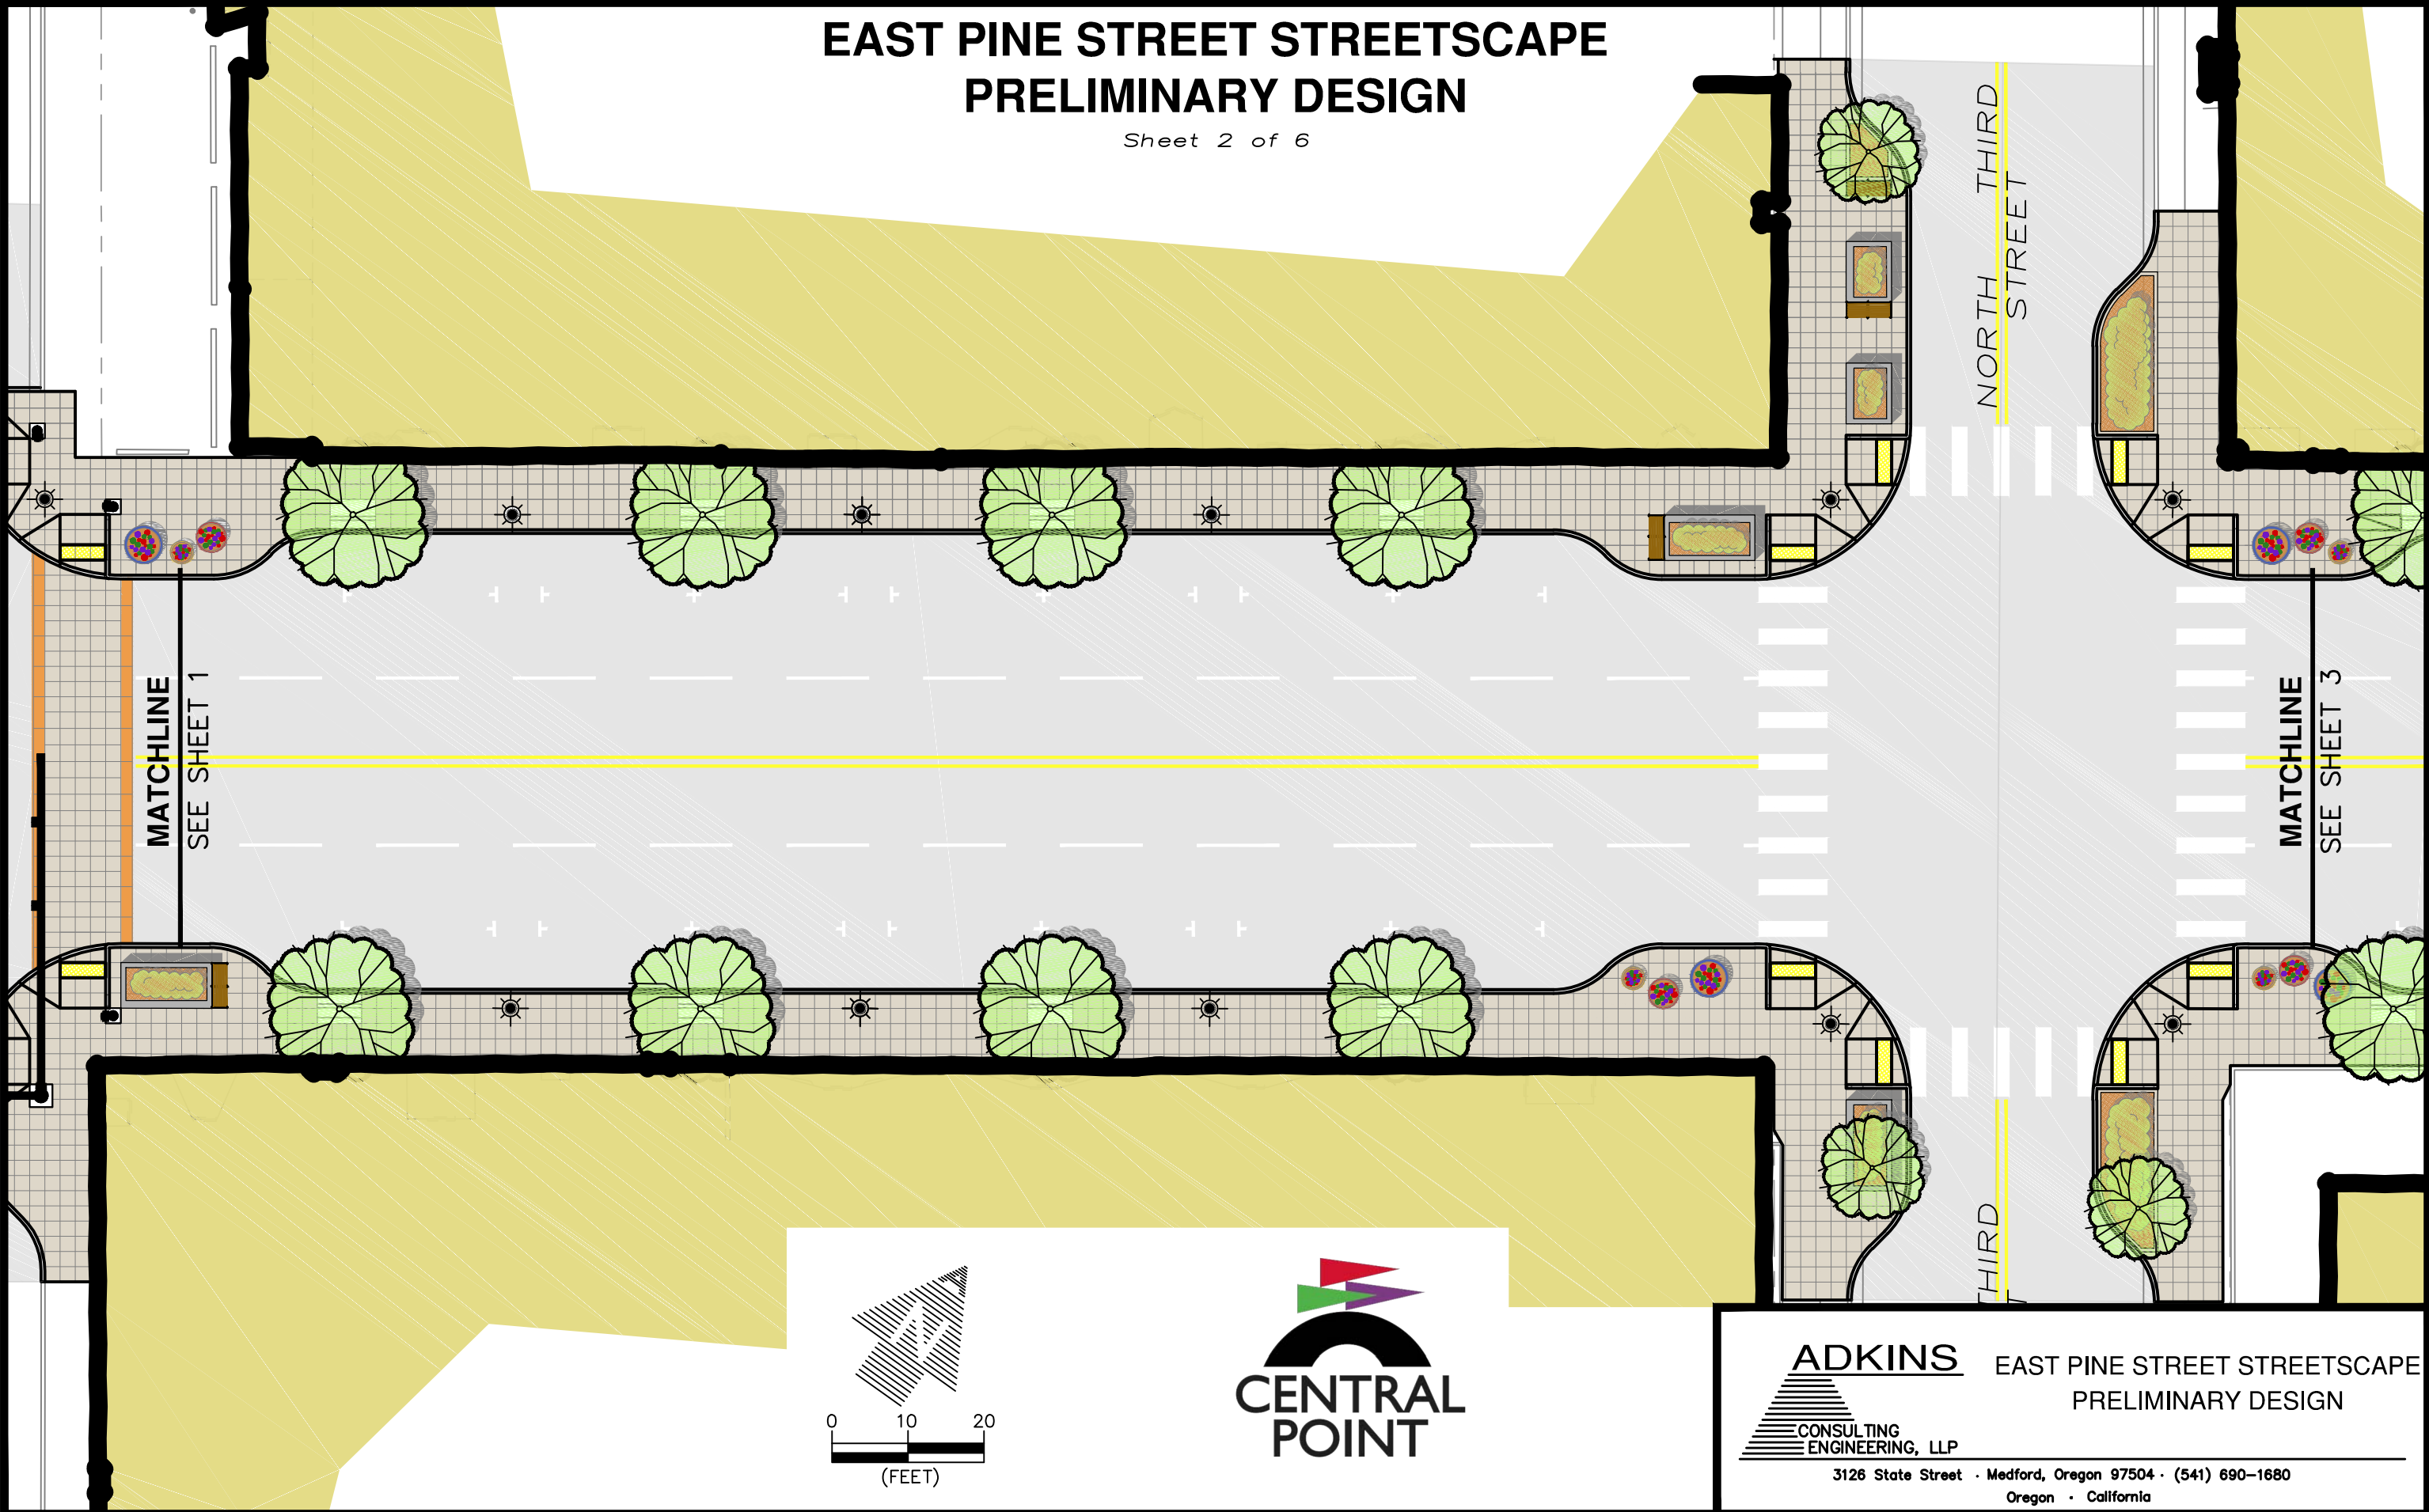 EAST PINE STREET STREETSCAPE
PRELIMINARY DESIGN
Sheet 2 of 6
NORTH THIRD
STREET
MATCHLINE
SEE SHEET 1
MATCHLINE
SEE SHEET 3
THIRD
0 10 20
(FEET)
CENTRAL
POINT
ADKINS
CONSULTING
ENGINEERING, LLP
EAST PINE STREET STREETSCAPE
PRELIMINARY DESIGN
3126 State Street · Medford, Oregon 97504 · (541) 690-1680
Oregon · California